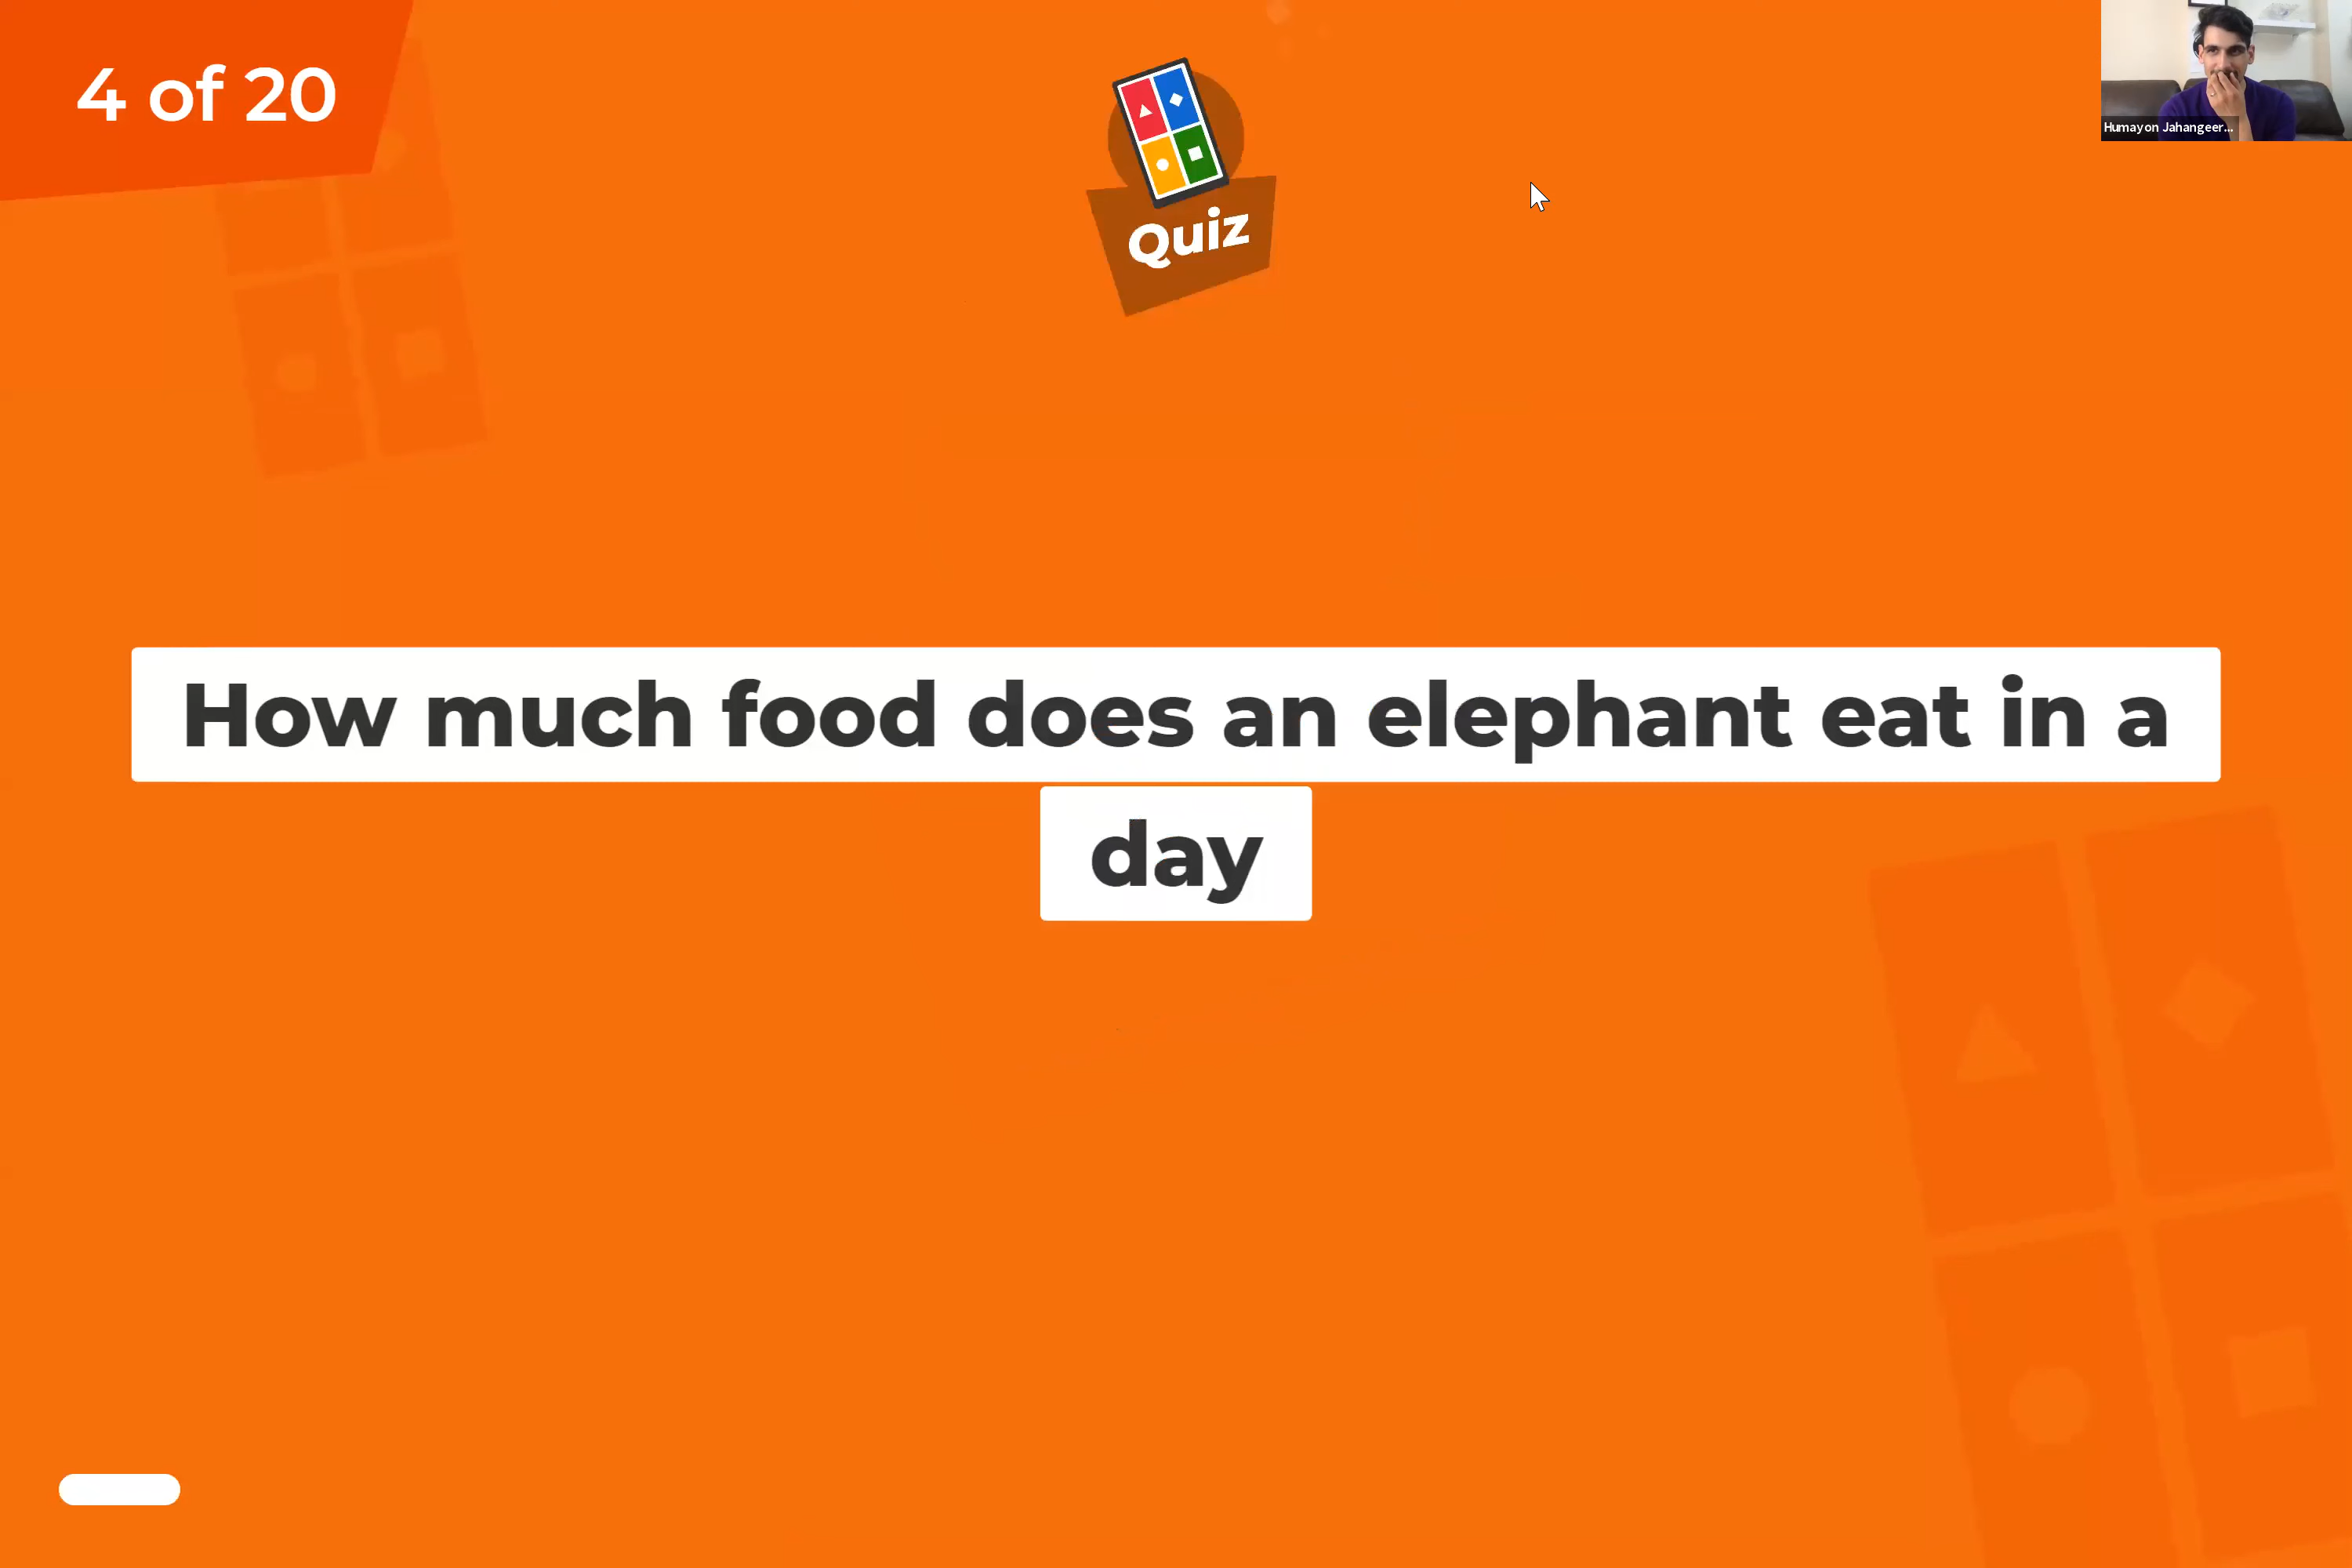 4 of 20
Quiz
Humayon Jahangeer...
How much food does an elephant eat in a
day